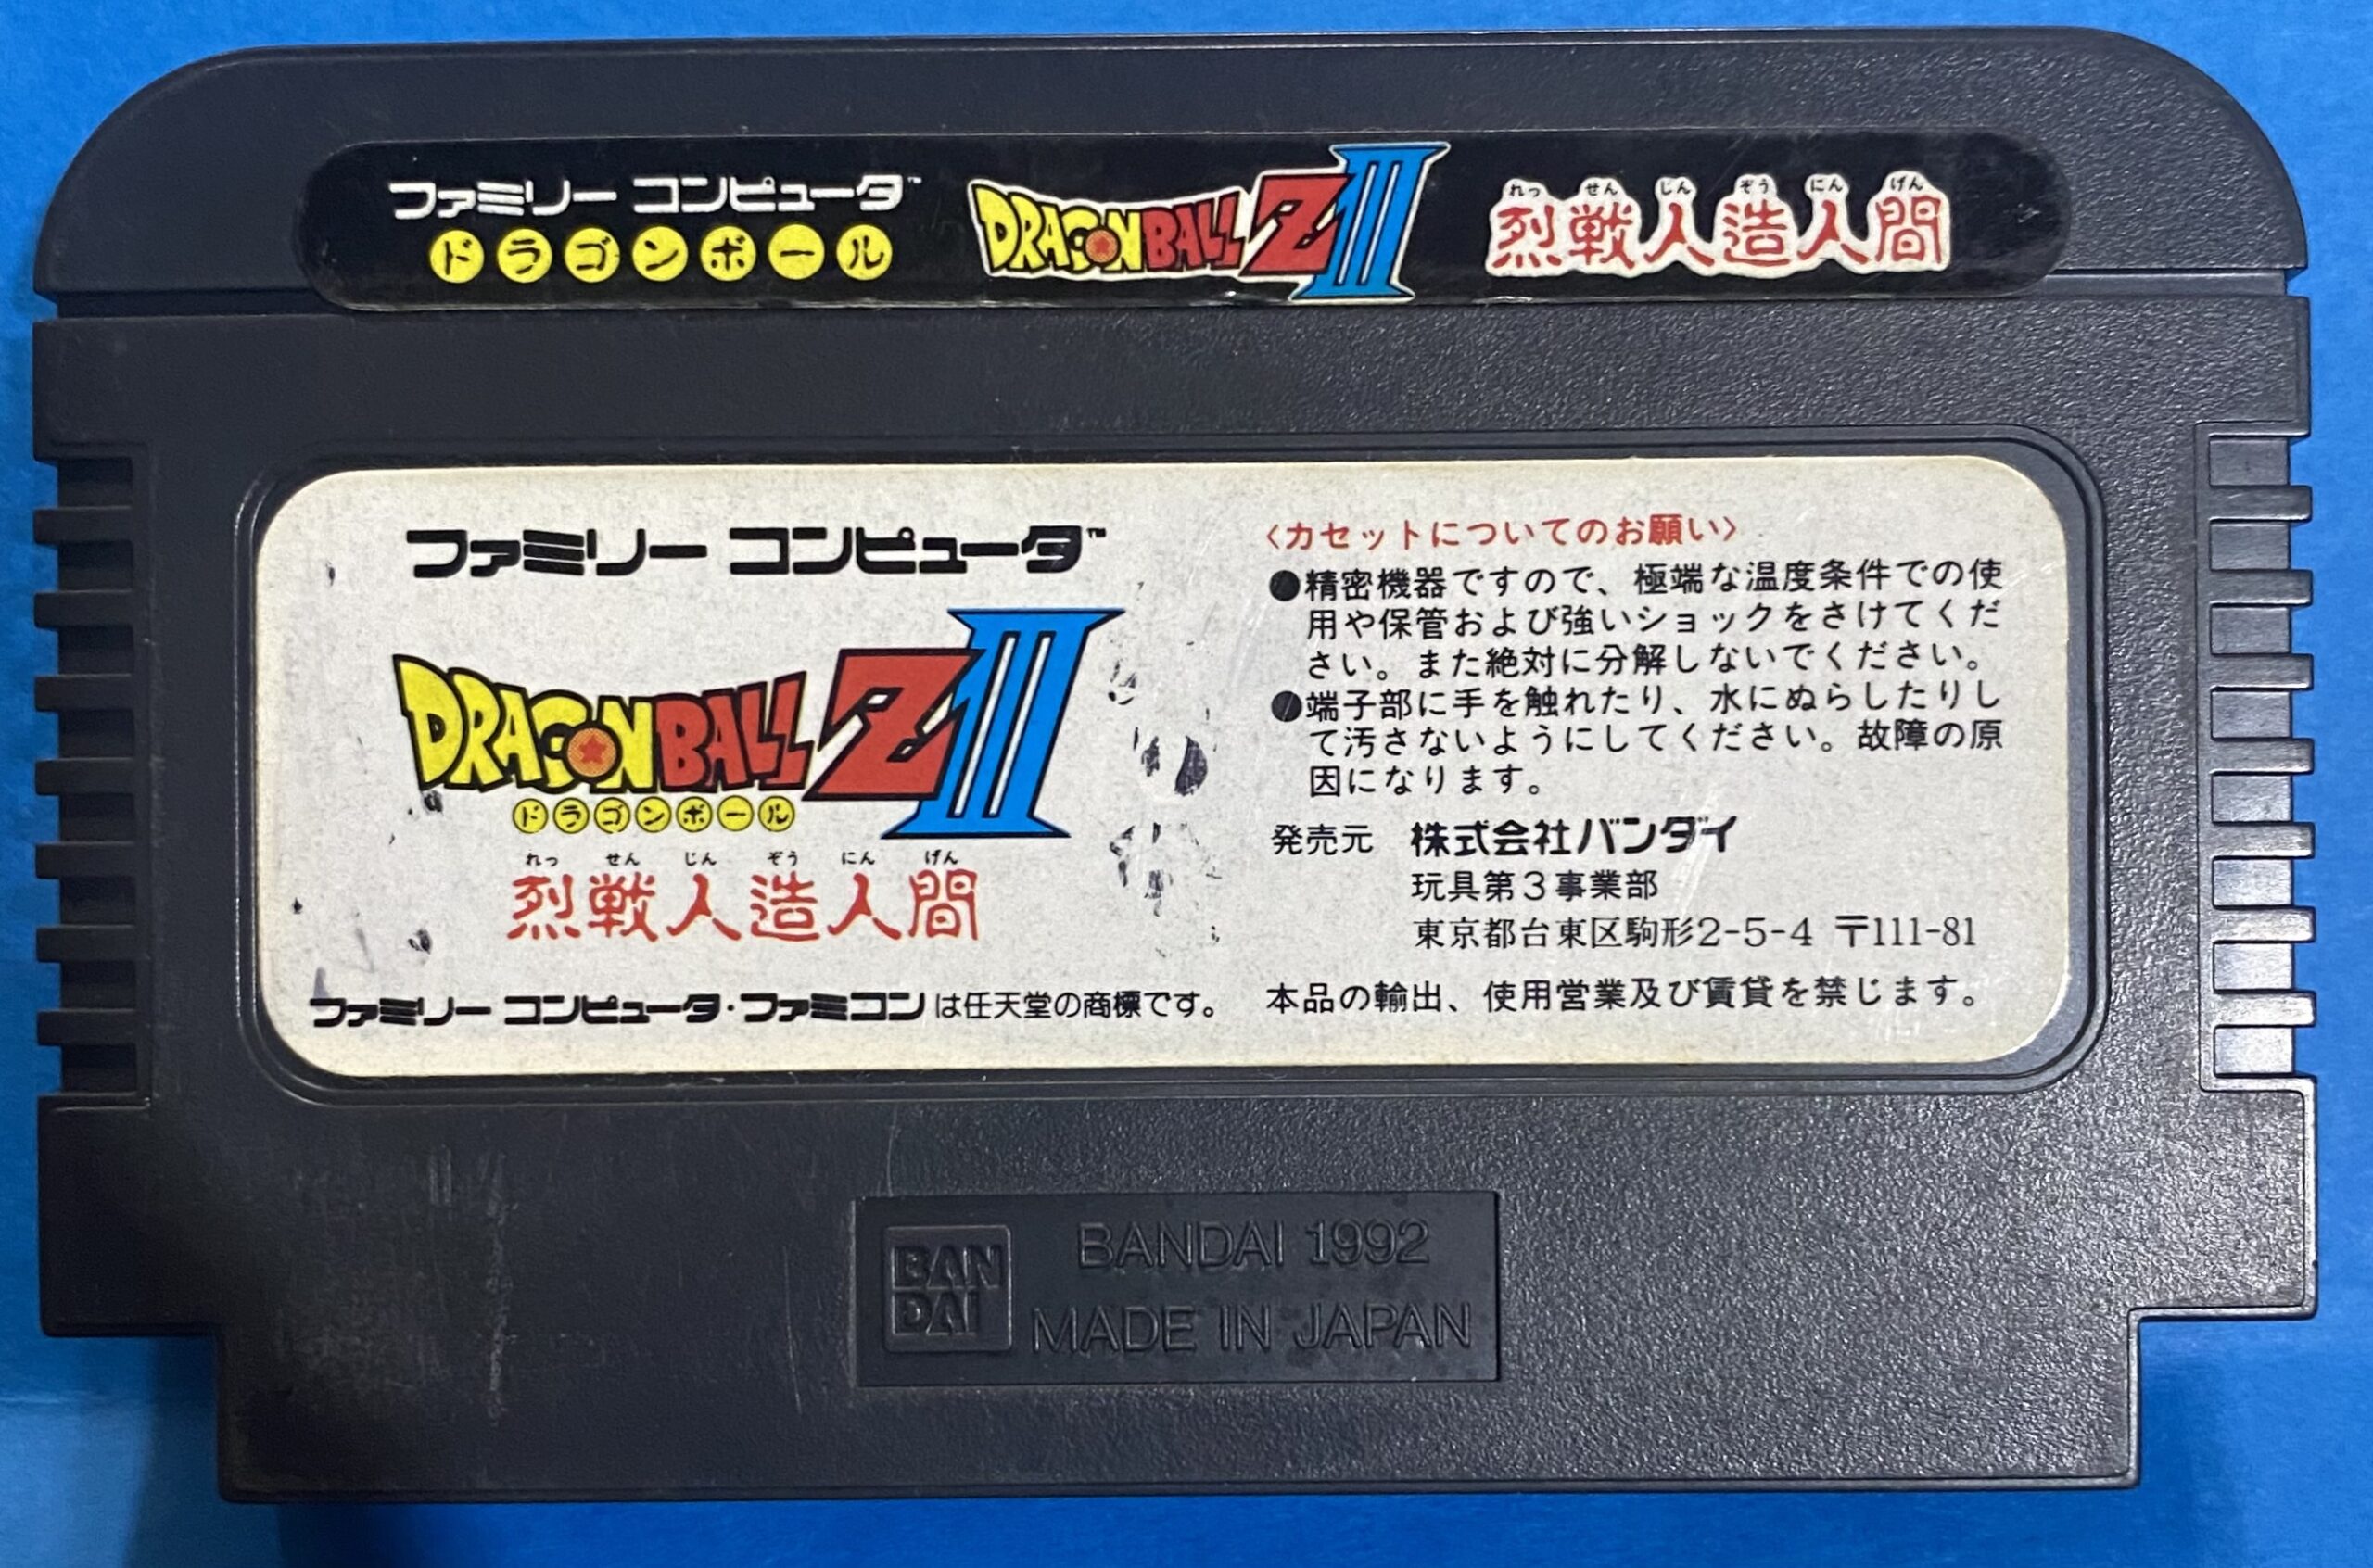 ファミリー コンピュータ™
ドラゴンボール
DRAGON BALL Z III
れっ せん じん ぞう にん げん
烈戦人造人間
ファミリー コンピュータ™
DRAGON BALL Z III
ドラゴンボール
れっ せん じん ぞう にん げん
烈戦人造人間
ファミリー コンピュータ・ファミコンは任天堂の商標です。
〈カセットについてのお願い〉
●精密機器ですので、極端な温度条件での使
用や保管および強いショックをさけてくだ
さい。また絶対に分解しないでください。
●端子部に手を触れたり、水にぬらしたりし
て汚さないようにしてください。故障の原
因になります。
発売元 株式会社バンダイ
玩具第3事業部
東京都台東区駒形2-5-4 〒111-81
本品の輸出、使用営業及び賃貸を禁じます。
BAN
DAI
BANDAI 1992
MADE IN JAPAN